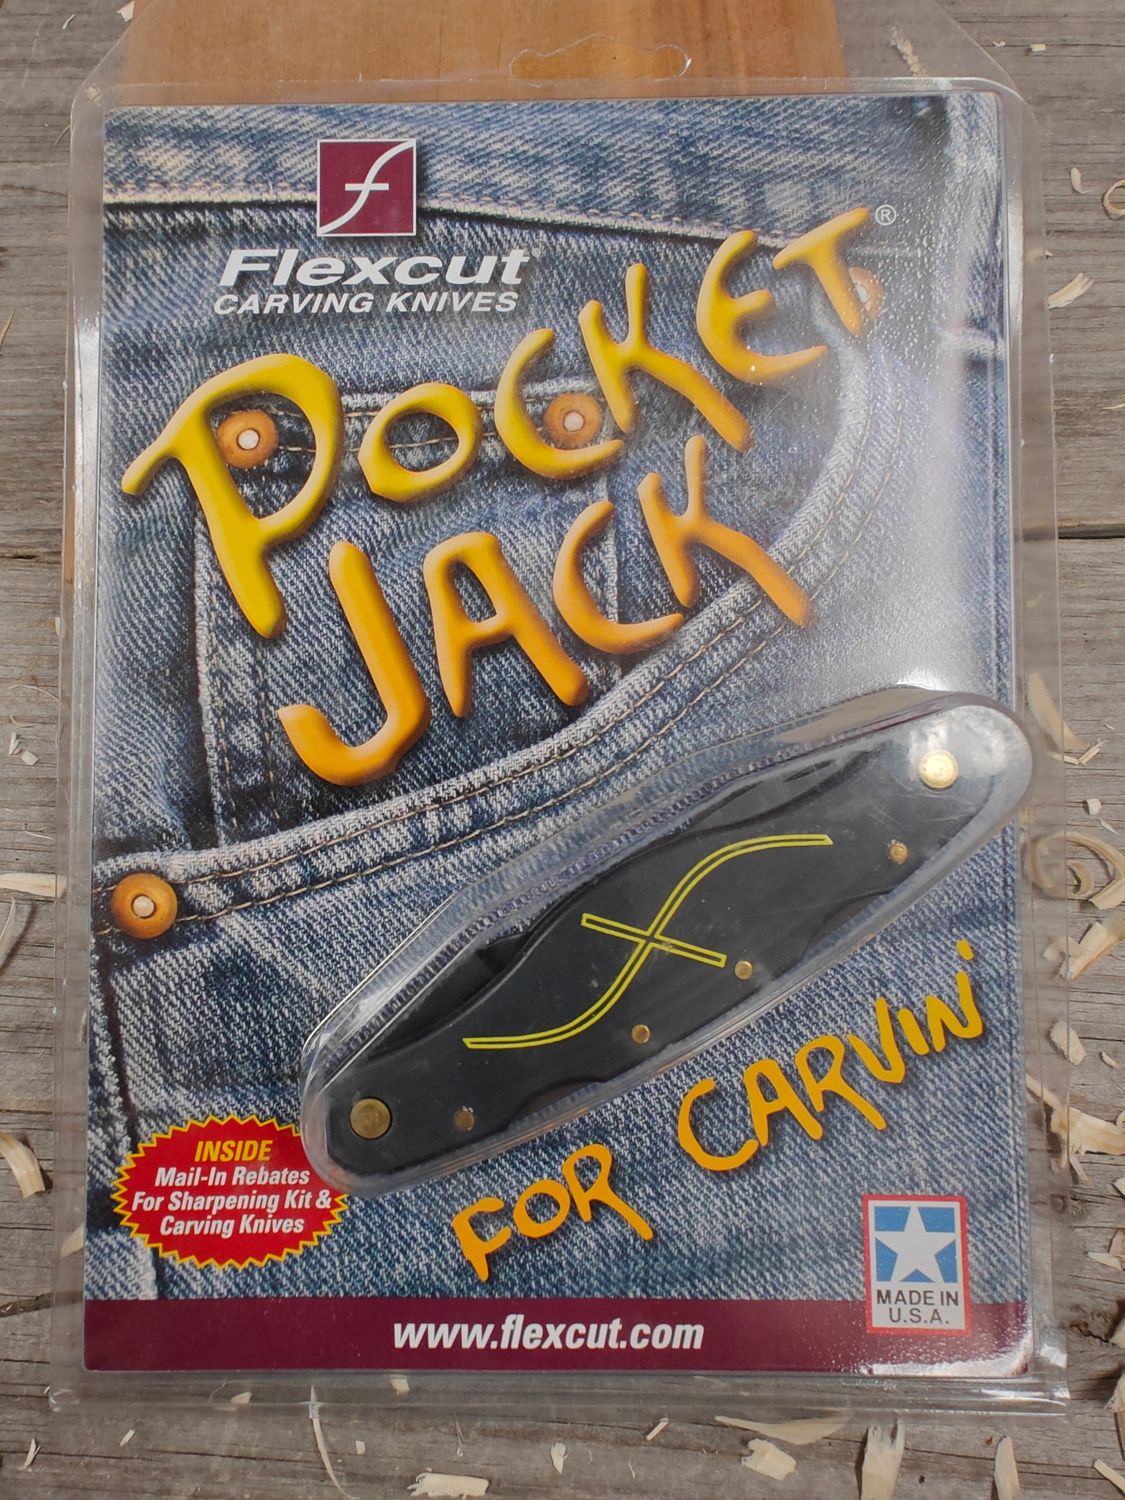 Flexcut®
CARVING KNIVES
POCKET®
JACK
FOR CARVIN'
INSIDE
Mail-In Rebates
For Sharpening Kit &
Carving Knives
MADE IN
U.S.A.
www.flexcut.com